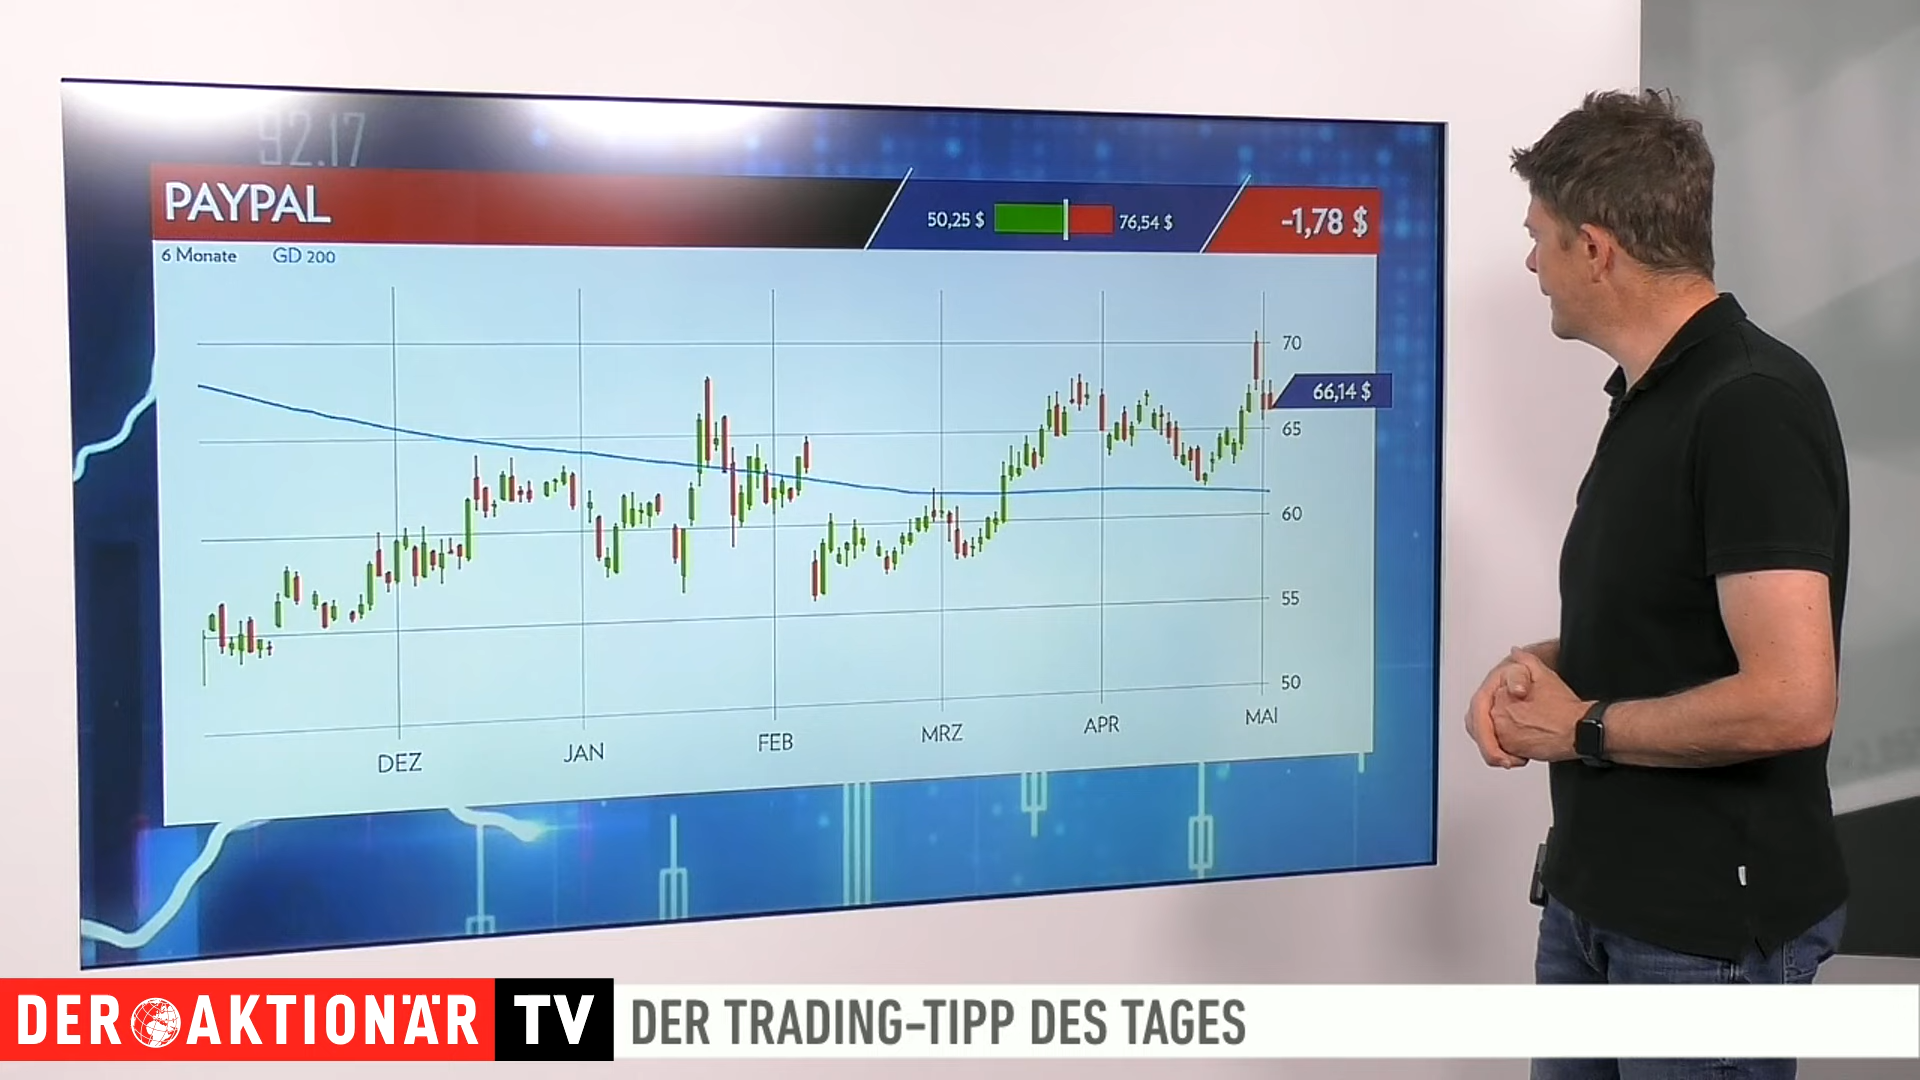 92.17
PAYPAL
50,25 $ 76,54 $
-1,78 $
6 Monate GD 200
70
66,14 $
65
60
55
50
DEZ JAN FEB MRZ APR MAI
DER AKTIONÄR TV
DER TRADING-TIPP DES TAGES